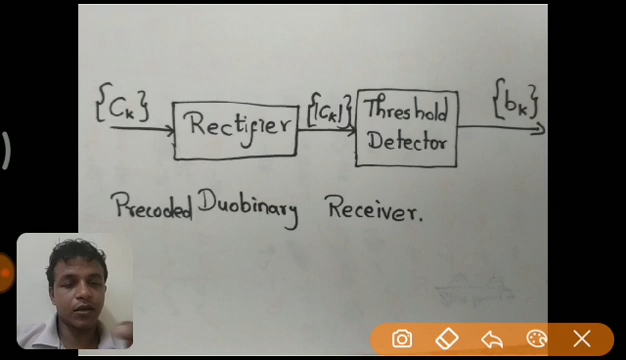 {Cₖ}
Rectifier
{|Cₖ|}
Threshold
Detector
{bₖ}
Precoded Duobinary Receiver.